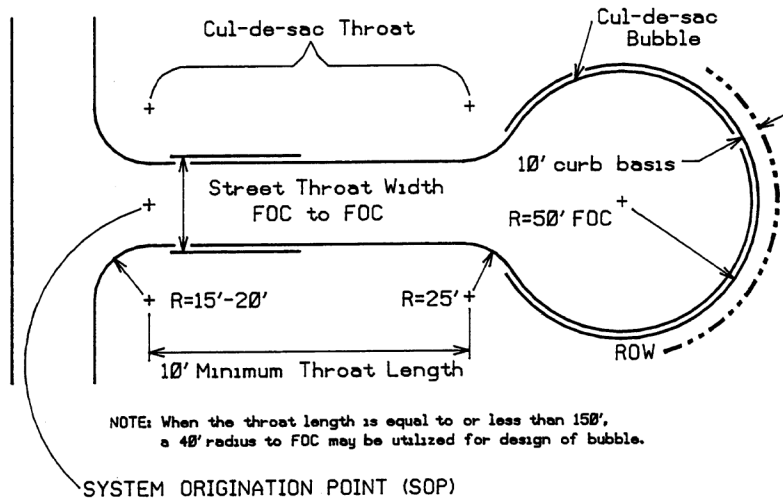 Cul-de-sac Throat
Cul-de-sac
Bubble
10' curb basis
Street Throat Width
FOC to FOC
R=50' FOC
R=15'-20'
R=25'
ROW
10' Minimum Throat Length
NOTE: When the throat length is equal to or less than 150',
a 40' radius to FOC may be utilized for design of bubble.
SYSTEM ORIGINATION POINT (SOP)